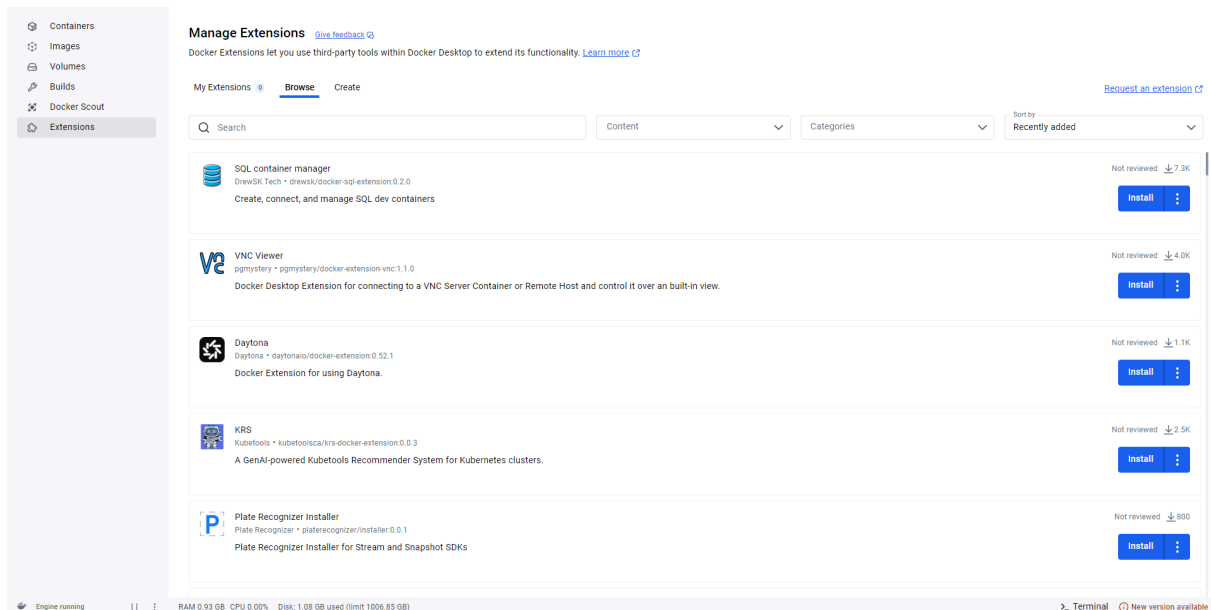 Containers
Images
Volumes
Builds
Docker Scout
Extensions
Manage Extensions Give feedback
Docker Extensions let you use third-party tools within Docker Desktop to extend its functionality. Learn more
My Extensions 0 Browse Create Request an extension
Search Content Categories Sort by Recently added
SQL container manager Not reviewed 7.3K
DrewSK.Tech • drewsk/docker-sql-extension:0.2.0
Create, connect, and manage SQL dev containers Install
VNC Viewer Not reviewed 4.0K
pgmystery • pgmystery/docker-extension-vnc:1.1.0
Docker Desktop Extension for connecting to a VNC Server Container or Remote Host and control it over an built-in view. Install
Daytona Not reviewed 1.1K
Daytona • daytonaio/docker-extension:0.52.1
Docker Extension for using Daytona. Install
KRS Not reviewed 2.5K
Kubetools • kubetoolsca/krs-docker-extension:0.0.3
A GenAI-powered Kubetools Recommender System for Kubernetes clusters. Install
P Plate Recognizer Installer Not reviewed 800
Plate Recognizer • platerecognizer/installer:0.0.1
Plate Recognizer Installer for Stream and Snapshot SDKs Install
Engine running RAM 0.93 GB CPU 0.00% Disk: 1.08 GB used (limit 1006.85 GB) Terminal New version available